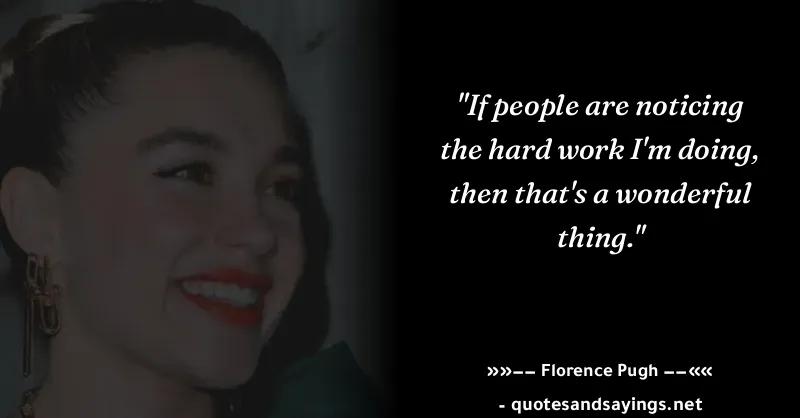 "If people are noticing
the hard work I'm doing,
then that's a wonderful
thing."
»»−− Florence Pugh −−««
- quotesandsayings.net